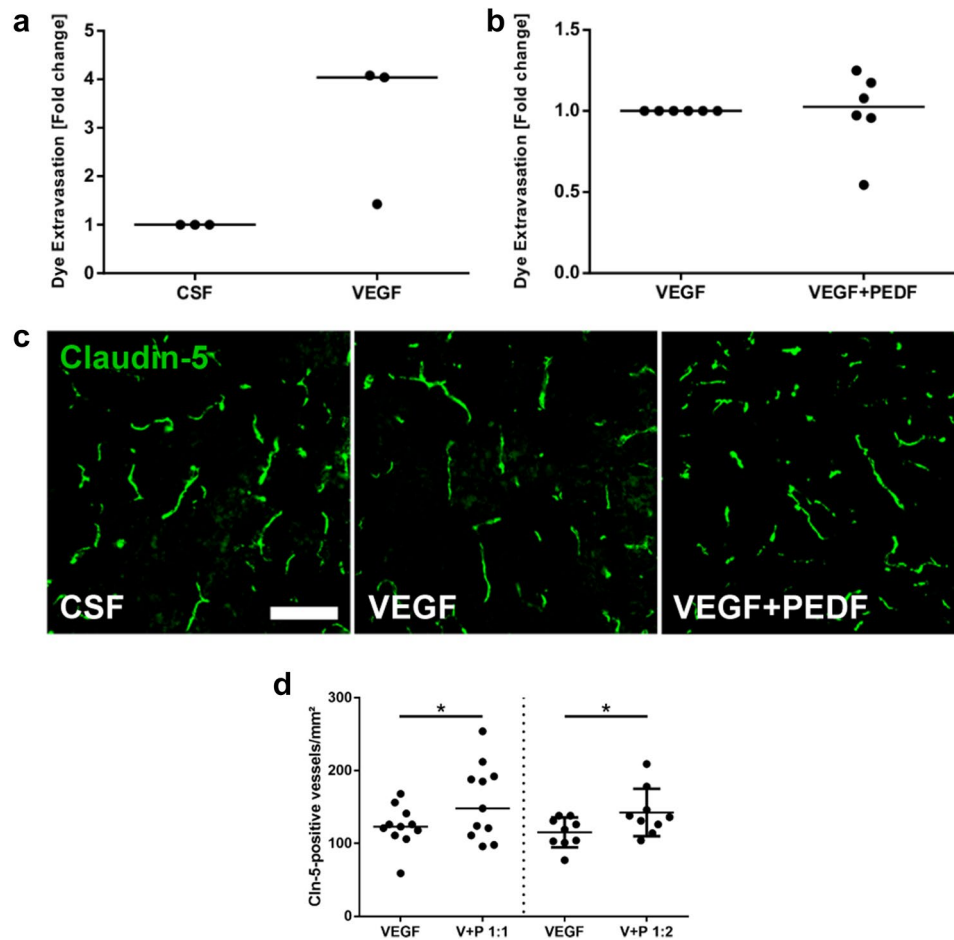 a
Dye Extravasation [Fold change]
5
4
3
2
1
0
CSF
VEGF
b
Dye Extravasation [Fold change]
1.5
1.0
0.5
0.0
VEGF
VEGF+PEDF
c
Claudin-5
CSF
VEGF
VEGF+PEDF
d
Cln-5-positive vessels/mm²
300
200
100
0
*
*
VEGF
V+P 1:1
VEGF
V+P 1:2